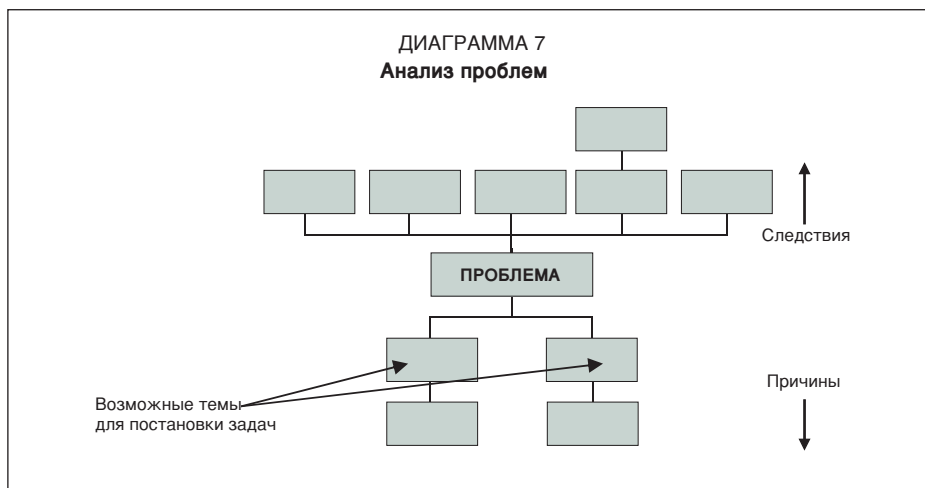 ДИАГРАММА 7
Анализ проблем
Следствия
ПРОБЛЕМА
Причины
Возможные темы
для постановки задач